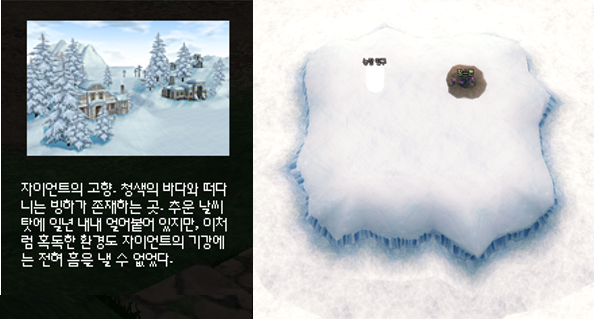 자이언트의 고향. 청색의 바다와 떠다
니는 빙하가 존재하는 곳. 추운 날씨
탓에 일년 내내 얼어붙어 있지만, 이처
럼 혹독한 환경도 자이언트의 기강에
는 전혀 흠을 낼 수 없었다.